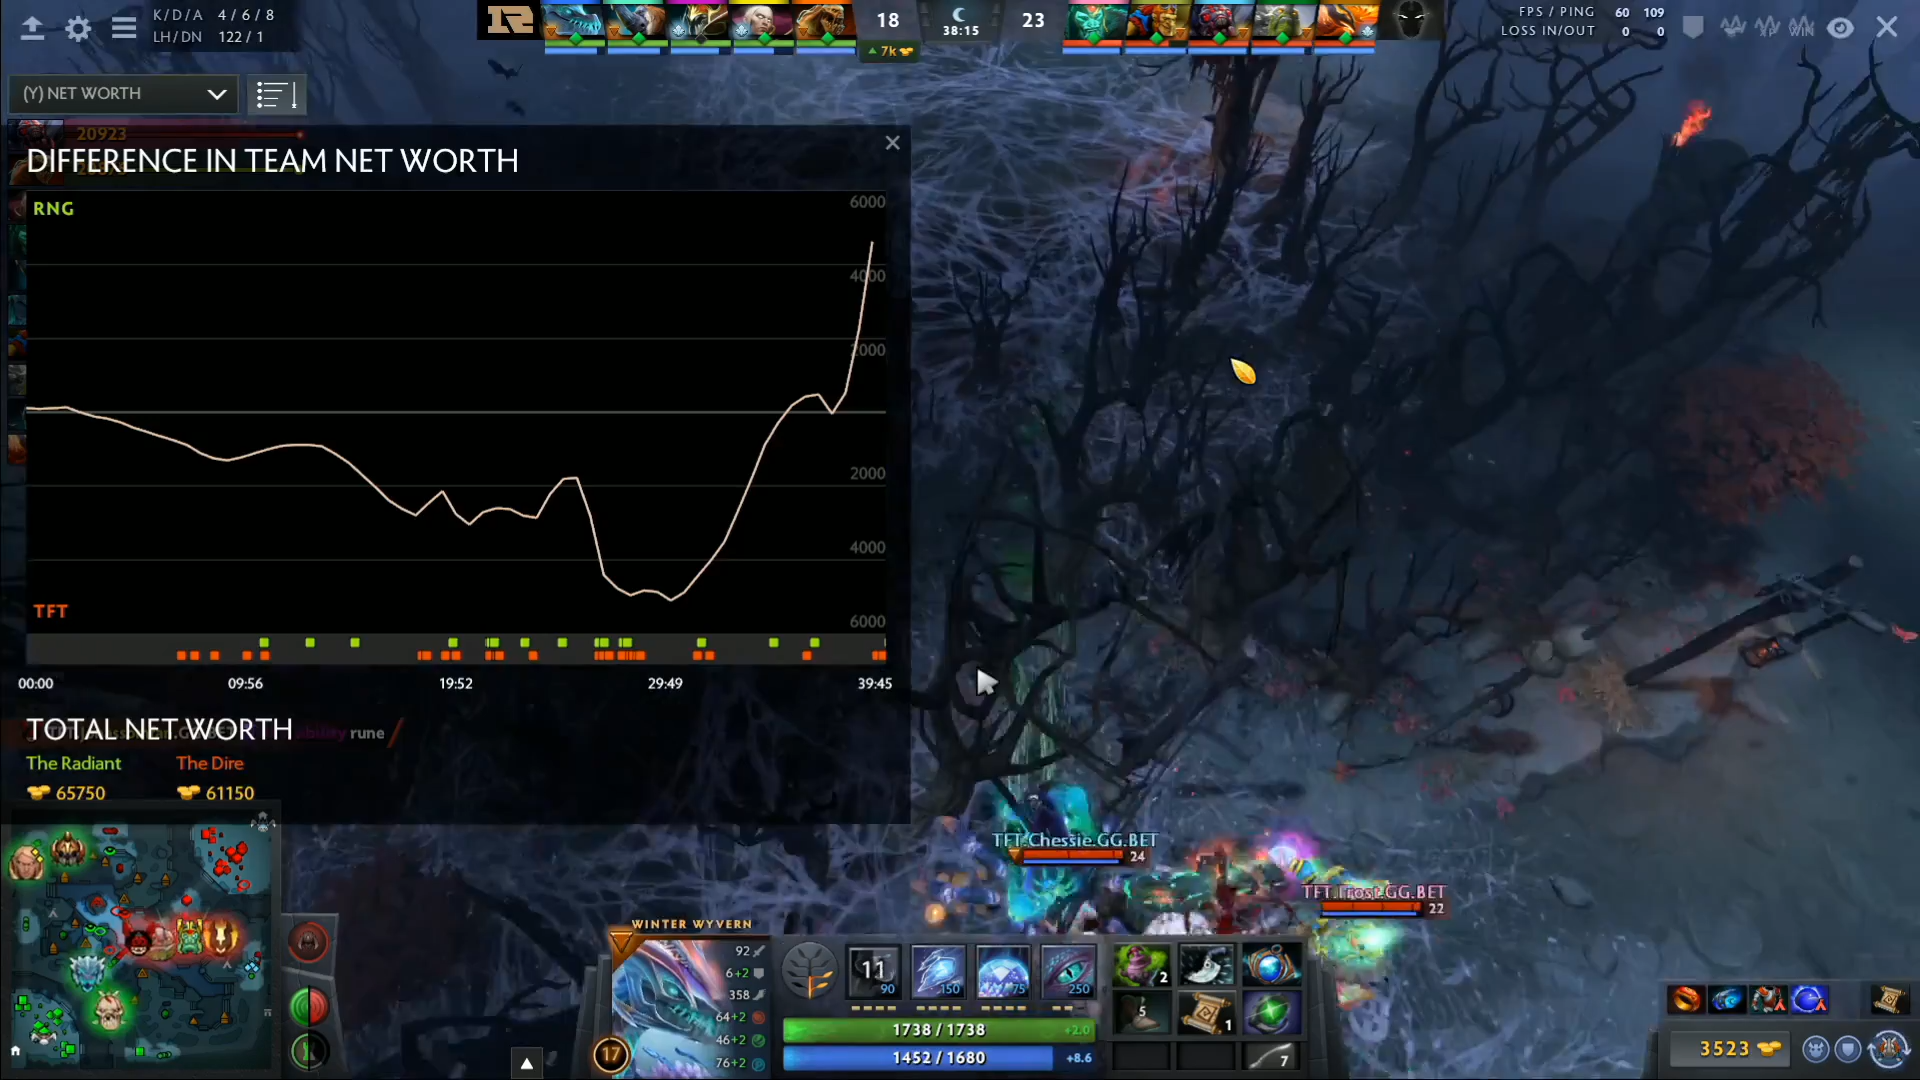 K/D/A 4/6/8
LH/DN 122/1
18 38:15 23
7k
FPS / PING 60 109
LOSS IN/OUT 0 0
WIN
(Y) NET WORTH
20923
DIFFERENCE IN TEAM NET WORTH
RNG
6000
4000
2000
2000
4000
6000
TFT
00:00 09:56 19:52 29:49 39:45
TOTAL NET WORTH
rune
The Radiant The Dire
65750 61150
TFT.Chessie.GG.BET
24
TFT.Frost.GG.BET
22
WINTER WYVERN
92
6+2
358
64+2
46+2
76+2
17
11
90 150 75 250
2
5 1
7
1738 / 1738 +2.0
1452 / 1680 +8.6
3523